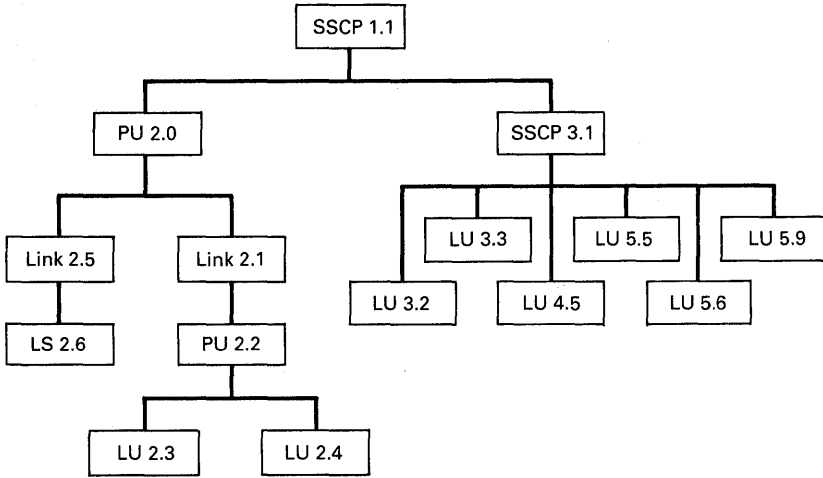 SSCP 1.1
PU 2.0
SSCP 3.1
Link 2.5
Link 2.1
LU 3.3
LU 5.5
LU 5.9
LU 3.2
LU 4.5
LU 5.6
LS 2.6
PU 2.2
LU 2.3
LU 2.4